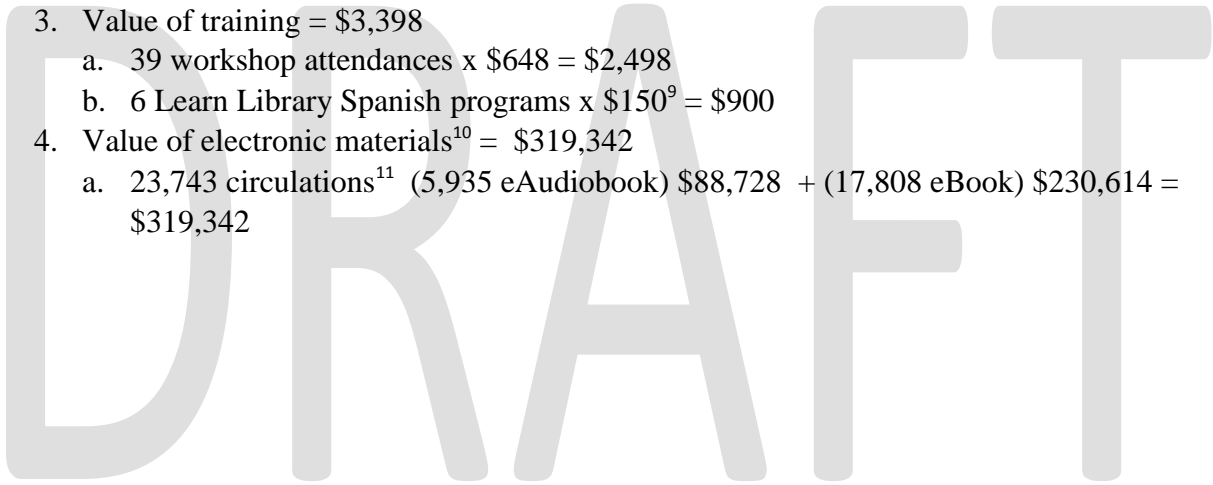 3. Value of training = $3,398
a. 39 workshop attendances x $648 = $2,498
b. 6 Learn Library Spanish programs x $150⁹ = $900
4. Value of electronic materials¹⁰ = $319,342
a. 23,743 circulations¹¹ (5,935 eAudiobook) $88,728 + (17,808 eBook) $230,614 =
$319,342
DRAFT